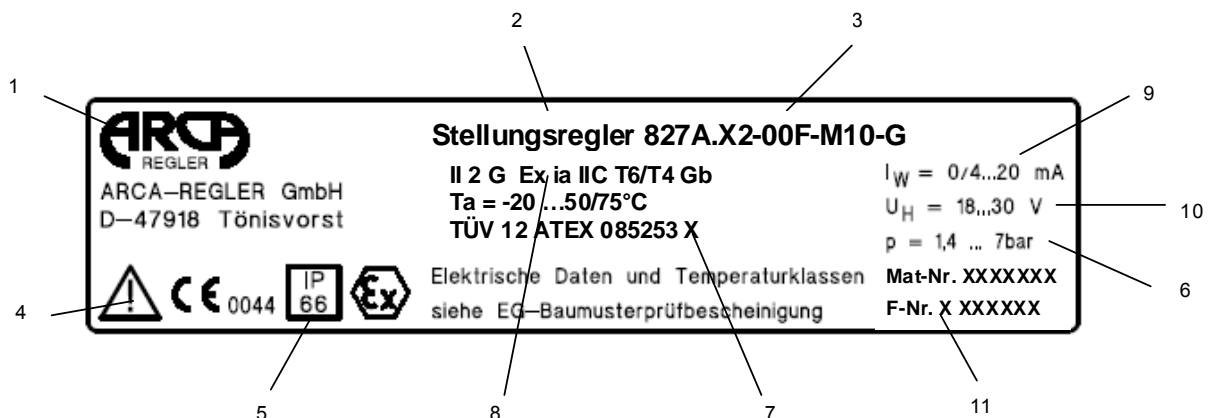 2
3
1
9
ARCA
REGLER
Stellungsregler 827A.X2-00F-M10-G
II 2 G Ex ia IIC T6/T4 Gb
I W = 0/4...20 mA
ARCA-REGLER GmbH
Ta = -20 ...50/75°C
U H = 18...30 V
10
D-47918 Tönisvorst
TÜV 12 ATEX 085253 X
p = 1,4 ... 7bar
6
4
CE 0044
IP
66
Ex
Elektrische Daten und Temperaturklassen
siehe EG-Baumusterprüfbescheinigung
Mat-Nr. XXXXXXX
F-Nr. X XXXXXX
5
8
7
11